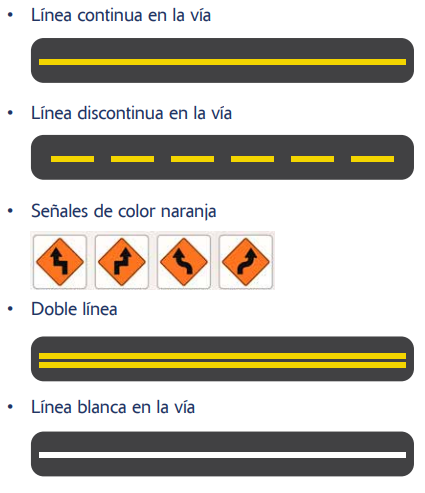 • Línea continua en la vía
• Línea discontinua en la vía
• Señales de color naranja
• Doble línea
• Línea blanca en la vía